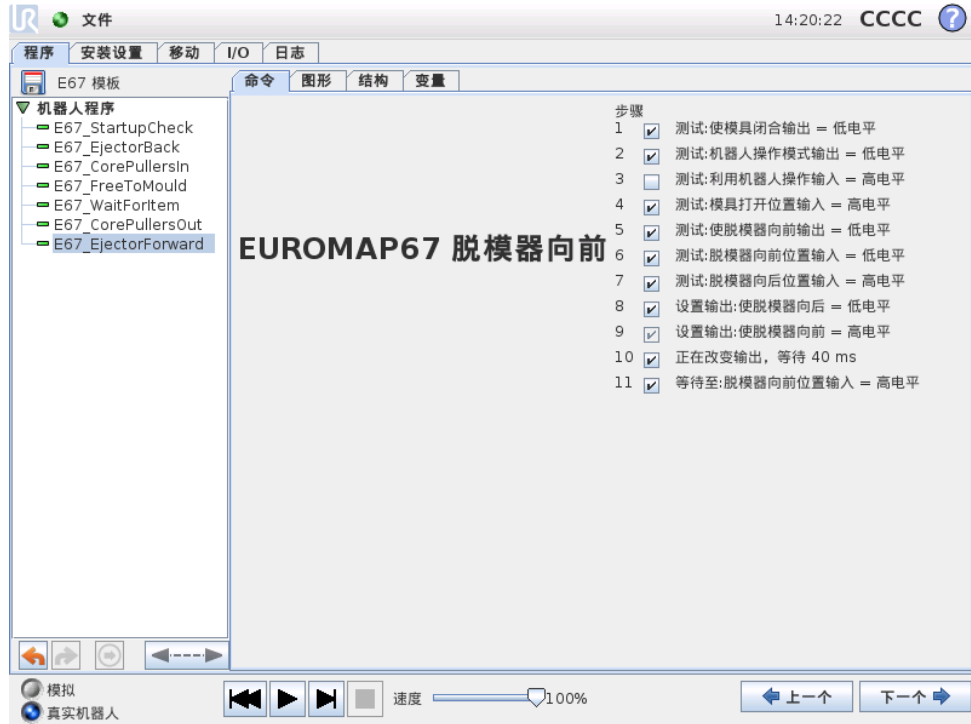 UR 文件 14:20:22 CCCC ?
程序 安装设置 移动 I/O 日志
E67 模板
命令 图形 结构 变量
机器人程序
E67_StartupCheck
E67_EjectorBack
E67_CorePullersIn
E67_FreeToMould
E67_WaitForItem
E67_CorePullersOut
E67_EjectorForward
EUROMAP67 脱模器向前
步骤
1 测试:使模具闭合输出 = 低电平
2 测试:机器人操作模式输出 = 低电平
3 测试:利用机器人操作输入 = 高电平
4 测试:模具打开位置输入 = 高电平
5 测试:使脱模器向前输出 = 低电平
6 测试:脱模器向前位置输入 = 低电平
7 测试:脱模器向后位置输入 = 高电平
8 设置输出:使脱模器向后 = 低电平
9 设置输出:使脱模器向前 = 高电平
10 正在改变输出，等待 40 ms
11 等待至:脱模器向前位置输入 = 高电平
模拟
真实机器人
速度 100%
上一个 下一个